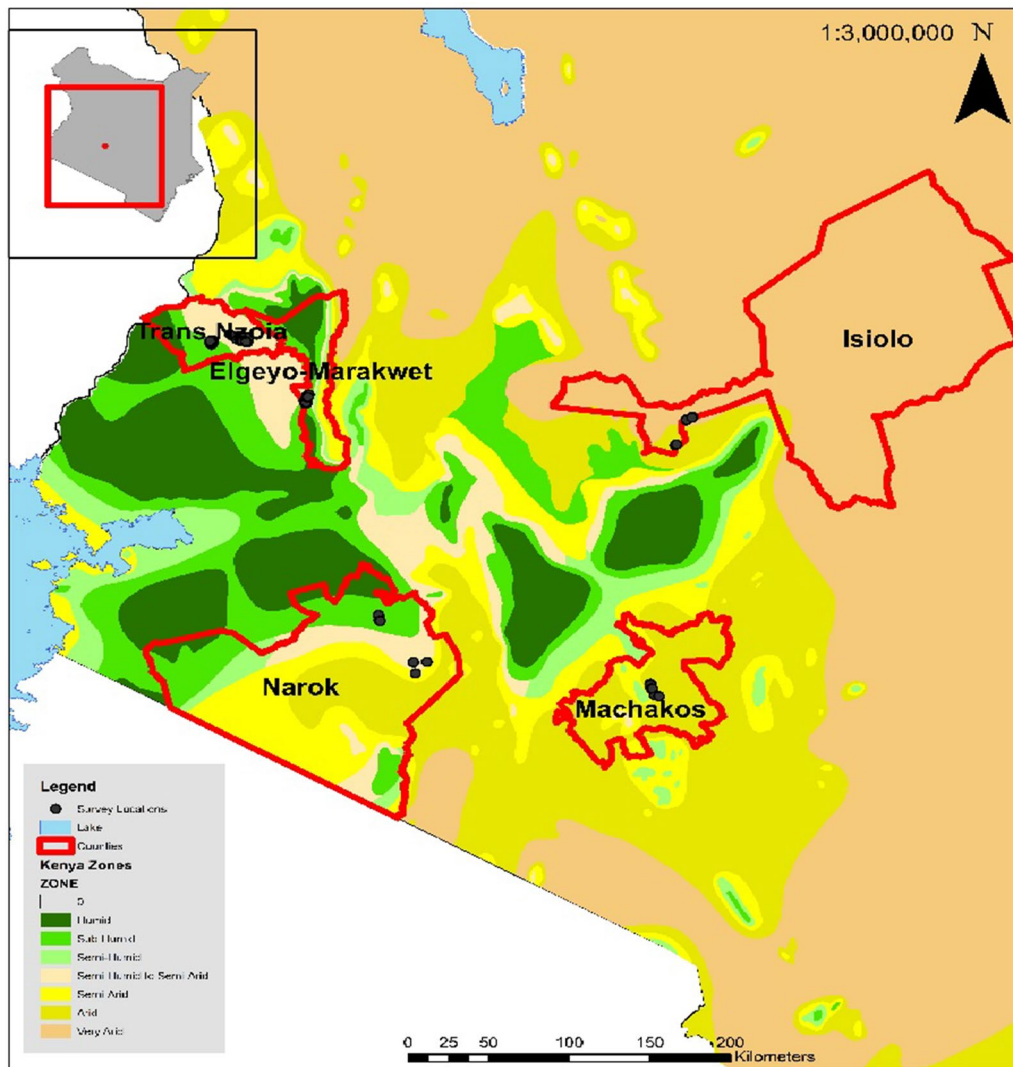 1:3,000,000 N
Trans Nzoia
Elgeyo-Marakwet
Isiolo
Narok
Machakos
Legend
Survey Locations
Lake
Counties
Kenya Zones
ZONE
0
Humid
Sub Humid
Semi-Humid
Semi Humid to Semi Arid
Semi Arid
Arid
Very Arid
0 25 50 100 150 200
Kilometers